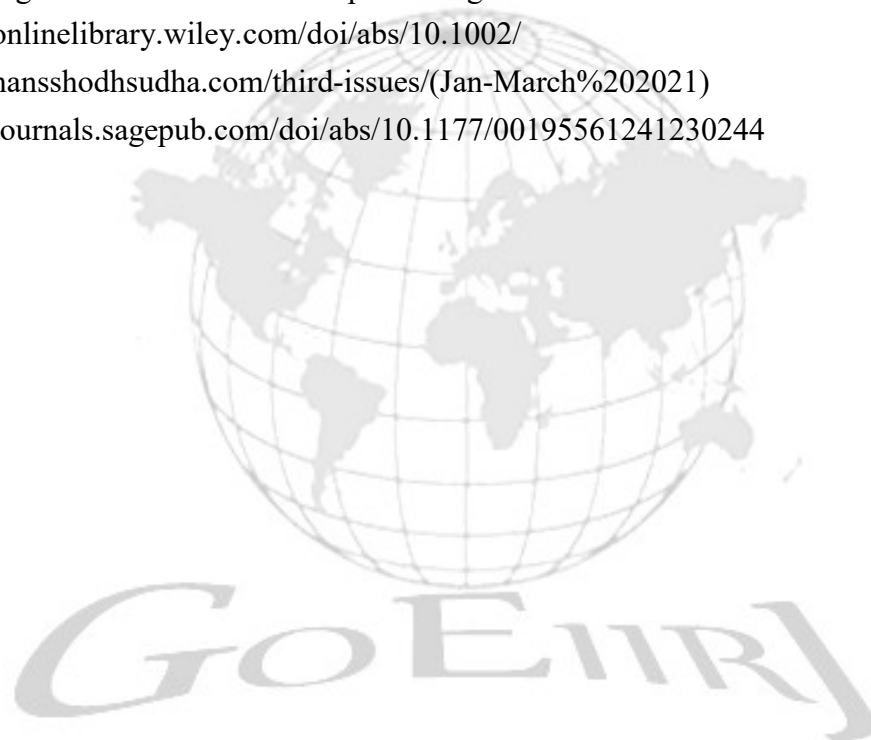 onlinelibrary.wiley.com/doi/abs/10.1002/
hansshodhsudha.com/third-issues/(Jan-March%202021)
ournals.sagepub.com/doi/abs/10.1177/00195561241230244
GOEIIRJ